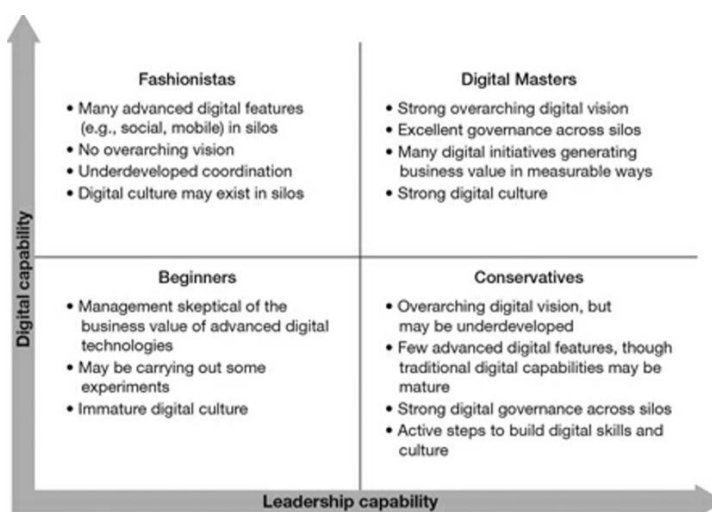 Digital capability
Fashionistas
• Many advanced digital features
(e.g., social, mobile) in silos
• No overarching vision
• Underdeveloped coordination
• Digital culture may exist in silos
Digital Masters
• Strong overarching digital vision
• Excellent governance across silos
• Many digital initiatives generating
business value in measurable ways
• Strong digital culture
Beginners
• Management skeptical of the
business value of advanced digital
technologies
• May be carrying out some
experiments
• Immature digital culture
Conservatives
• Overarching digital vision, but
may be underdeveloped
• Few advanced digital features, though
traditional digital capabilities may be
mature
• Strong digital governance across silos
• Active steps to build digital skills and
culture
Leadership capability